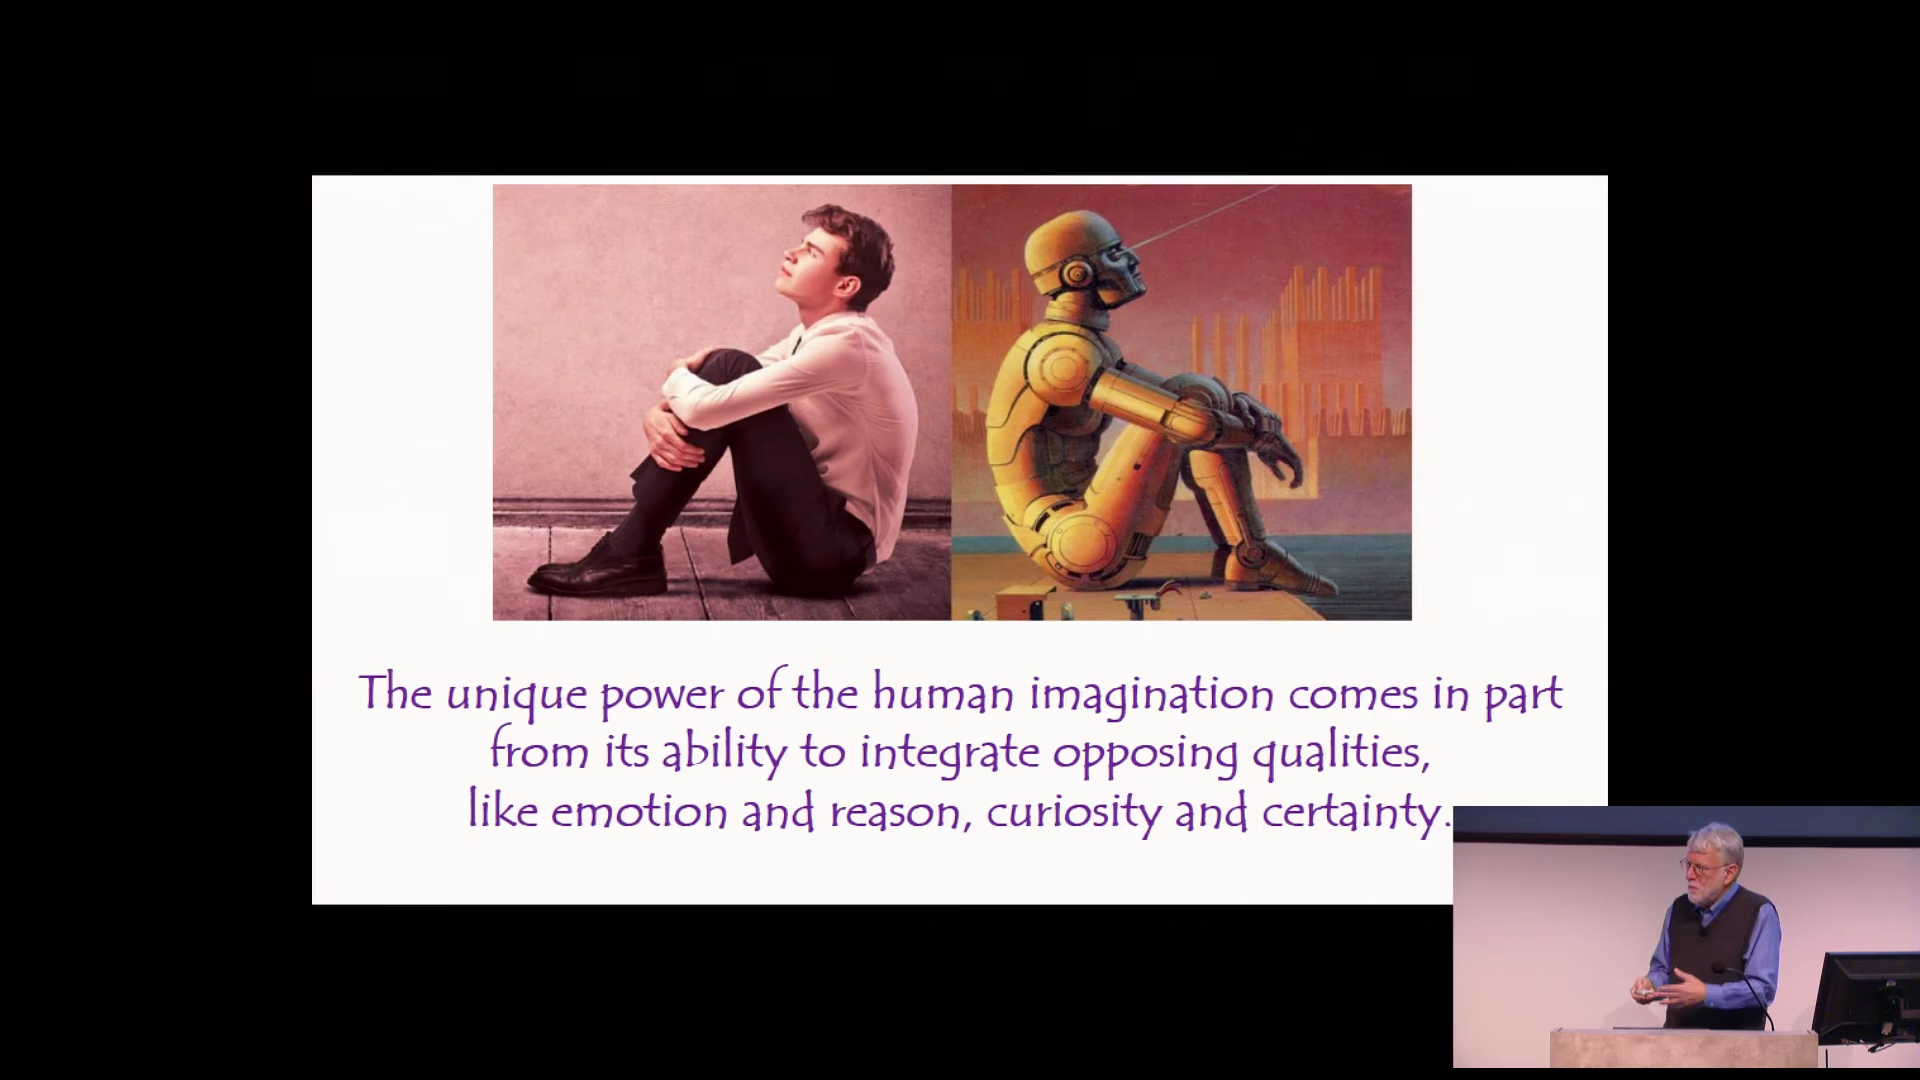 The unique power of the human imagination comes in part
from its ability to integrate opposing qualities,
like emotion and reason, curiosity and certainty.